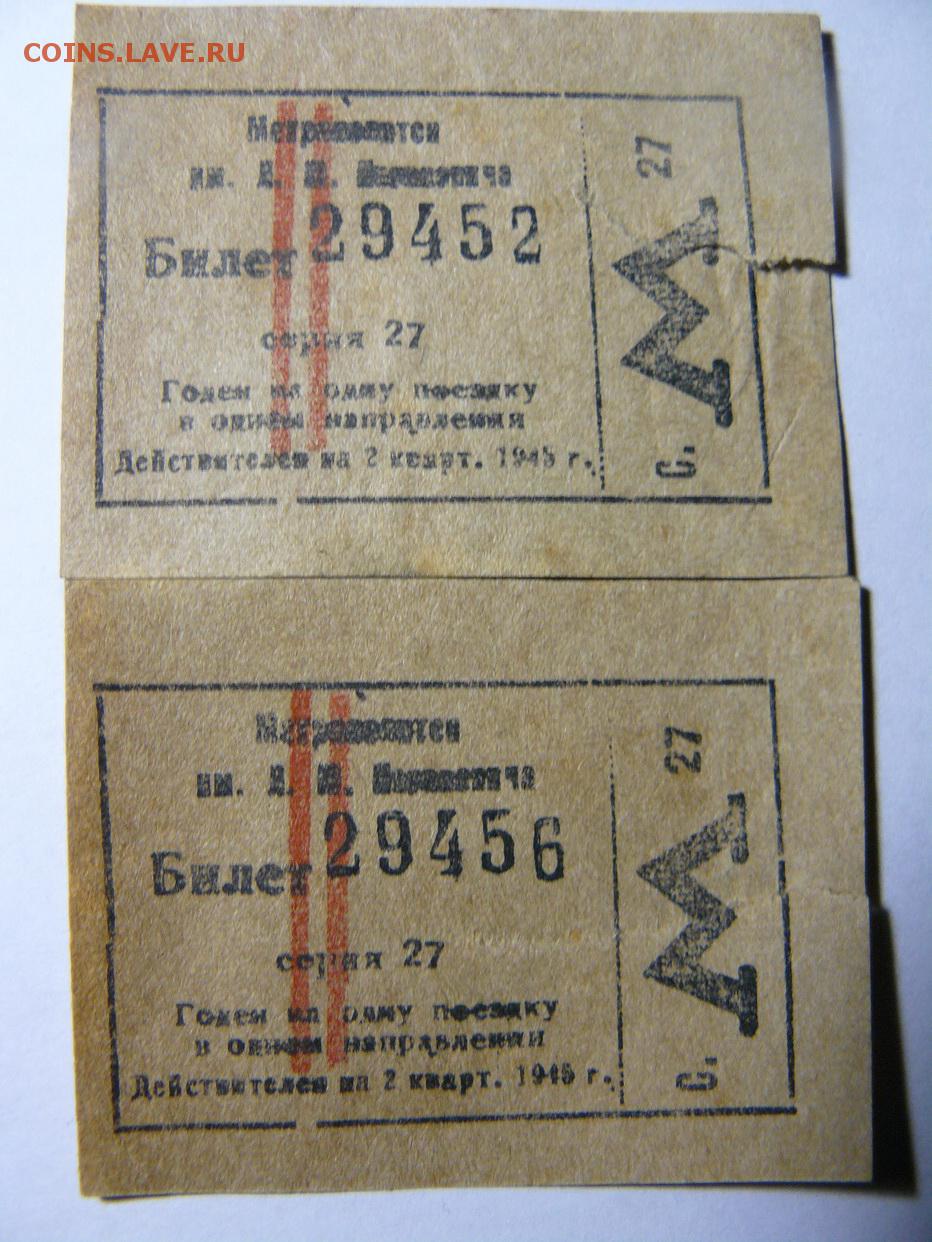 COINS.LAVE.RU
Метрополитен
им. Л. М. Кагановича
Билет 29452
серия 27
Годен на одну поездку
в одном направлении
Действителен на 2 кварт. 1945 г.
27
М
С.
Метрополитен
им. Л. М. Кагановича
Билет 29456
серия 27
Годен на одну поездку
в одном направлении
Действителен на 2 кварт. 1945 г.
27
М
С.